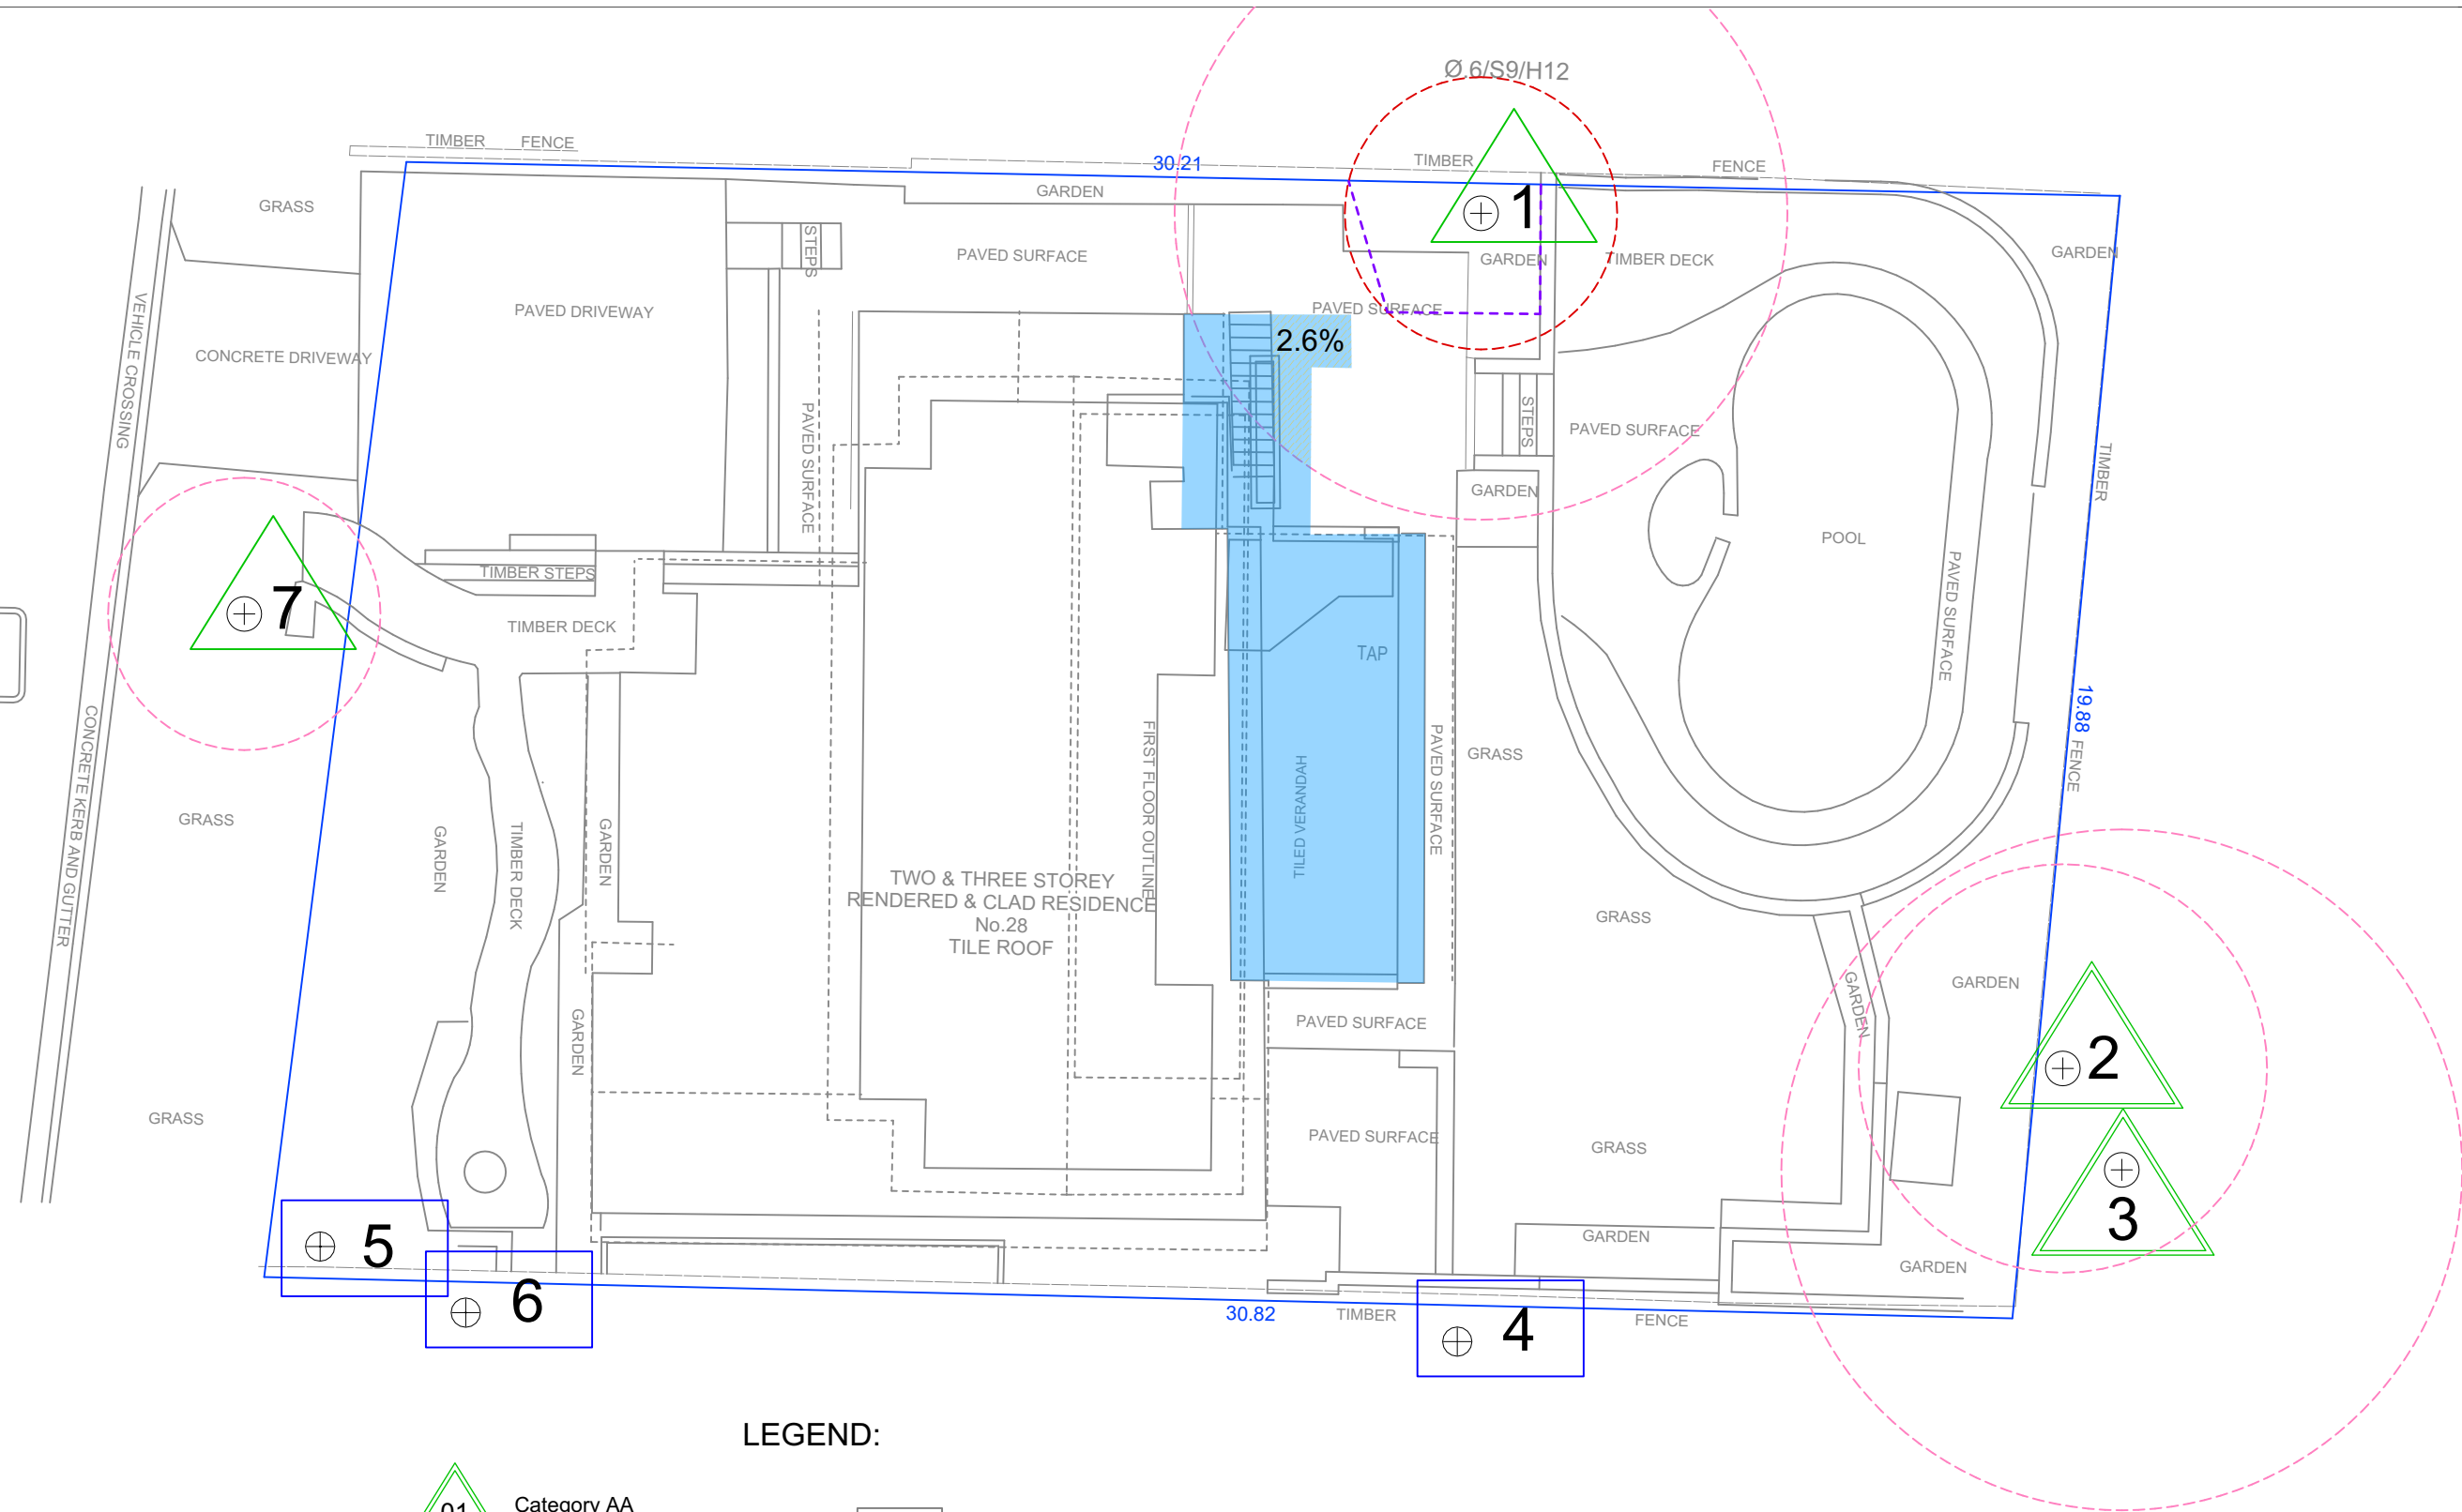 Ø.6/S9/H12
TIMBER FENCE
30.21
TIMBER
FENCE
1
GRASS
GARDEN
STEPS
PAVED SURFACE
GARDEN
TIMBER DECK
GARDEN
VEHICLE CROSSING
PAVED DRIVEWAY
PAVED SURFACE
2.6%
CONCRETE DRIVEWAY
PAVED SURFACE
STEPS
PAVED SURFACE
TIMBER
GARDEN
POOL
TIMBER STEPS
7
TIMBER DECK
PAVED SURFACE
TAP
CONCRETE KERB AND GUTTER
19.88
FIRST FLOOR OUTLINE
TILED VERANDAH
PAVED SURFACE
GRASS
FENCE
GRASS
GARDEN
TIMBER DECK
GARDEN
TWO & THREE STOREY
RENDERED & CLAD RESIDENCE
No.28
TILE ROOF
GRASS
GARDEN
GARDEN
GARDEN
PAVED SURFACE
2
GRASS
PAVED SURFACE
GRASS
3
5
GARDEN
GARDEN
6
30.82
TIMBER
4
FENCE
LEGEND:
01
Category AA